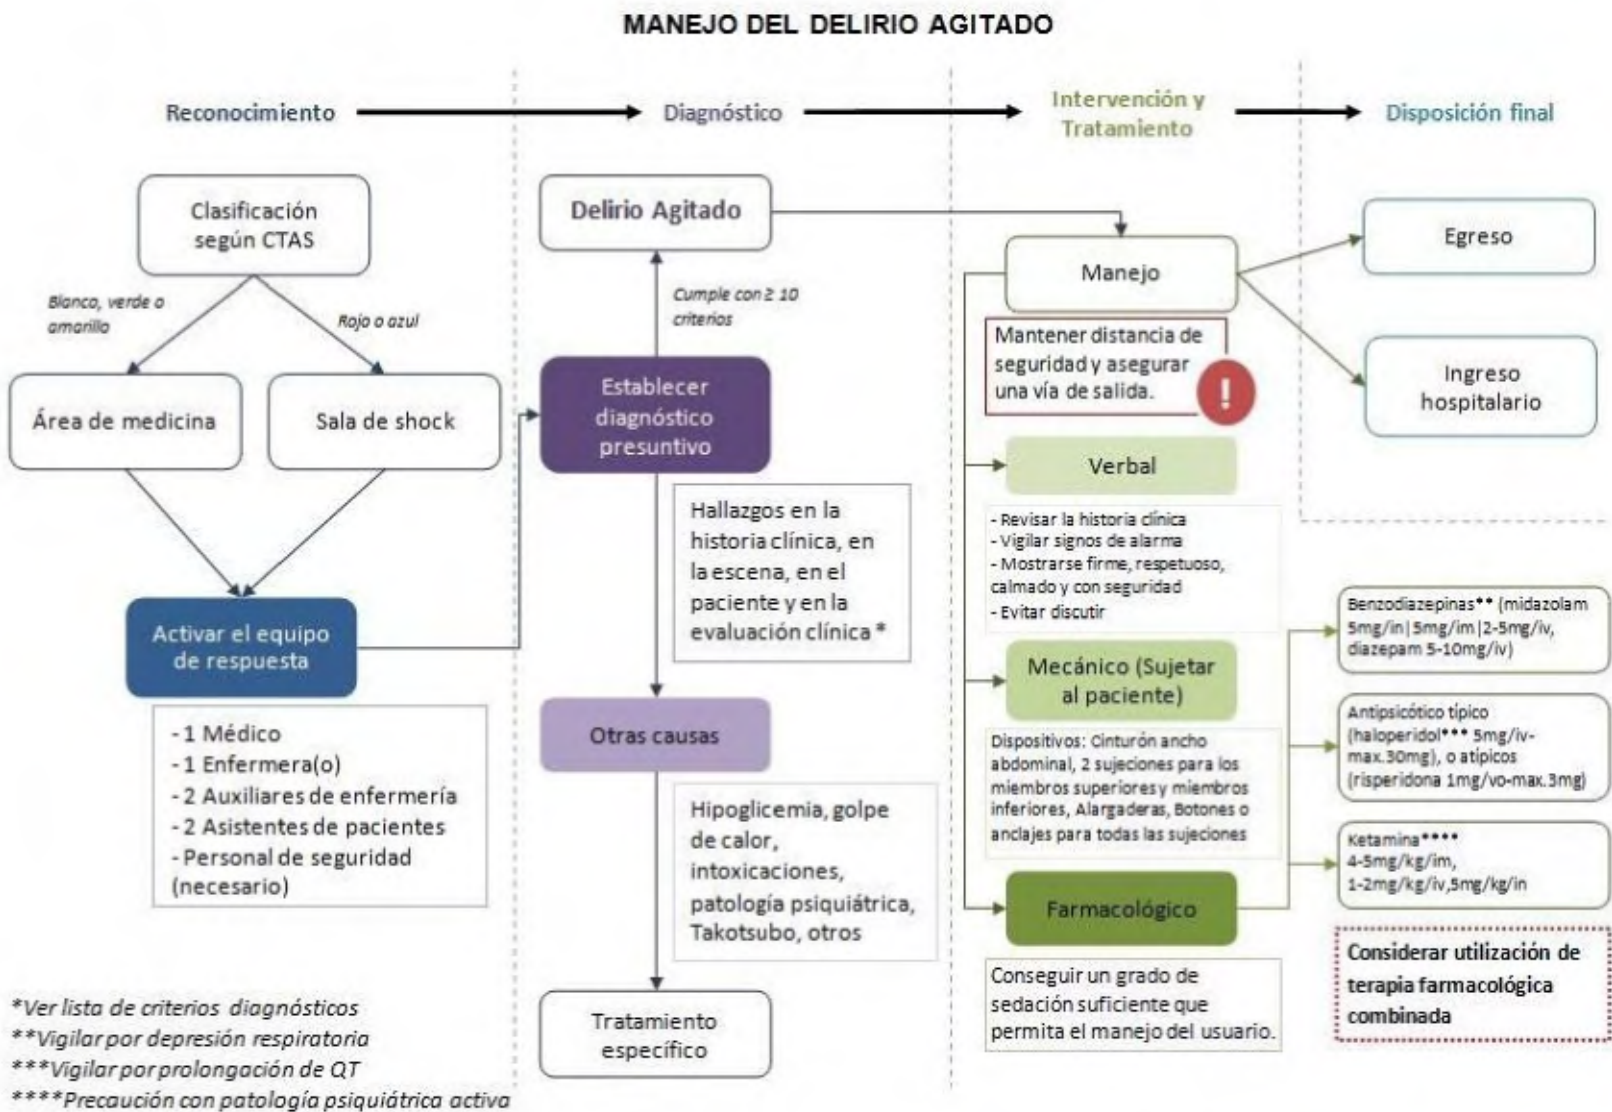 MANEJO DEL DELIRIO AGITADO
Reconocimiento
Diagnóstico
Intervención y
Tratamiento
Disposición final
Clasificación
según CTAS
Blanco, verde o
amarillo
Rojo o azul
Área de medicina
Sala de shock
Activar el equipo
de respuesta
- 1 Médico
- 1 Enfermera(o)
- 2 Auxiliares de enfermería
- 2 Asistentes de pacientes
- Personal de seguridad
(necesario)
Delirio Agitado
Cumple con ≥ 10
criterios
Establecer
diagnóstico
presuntivo
Hallazgos en la
historia clínica, en
la escena, en el
paciente y en la
evaluación clínica *
Otras causas
Hipoglicemia, golpe
de calor,
intoxicaciones,
patología psiquiátrica,
Takotsubo, otros
Tratamiento
específico
Manejo
Mantener distancia de
seguridad y asegurar
una vía de salida.
!
Verbal
- Revisar la historia clínica
- Vigilar signos de alarma
- Mostrarse firme, respetuoso,
calmado y con seguridad
- Evitar discutir
Mecánico (Sujetar
al paciente)
Dispositivos: Cinturón ancho
abdominal, 2 sujeciones para los
miembros superiores y miembros
inferiores, Alargaderas, Botones o
anclajes para todas las sujeciones
Farmacológico
Conseguir un grado de
sedación suficiente que
permita el manejo del usuario.
Egreso
Ingreso
hospitalario
Benzodiazepinas** (midazolam
5mg/in|5mg/im|2-5mg/iv,
diazepam 5-10mg/iv)
Antipsicótico típico
(haloperidol*** 5mg/iv-
max.30mg), o atípicos
(risperidona 1mg/vo-max.3mg)
Ketamina****
4-5mg/kg/im,
1-2mg/kg/iv,5mg/kg/in
Considerar utilización de
terapia farmacológica
combinada
*Ver lista de criterios diagnósticos
**Vigilar por depresión respiratoria
***Vigilar por prolongación de QT
****Precaución con patología psiquiátrica activa